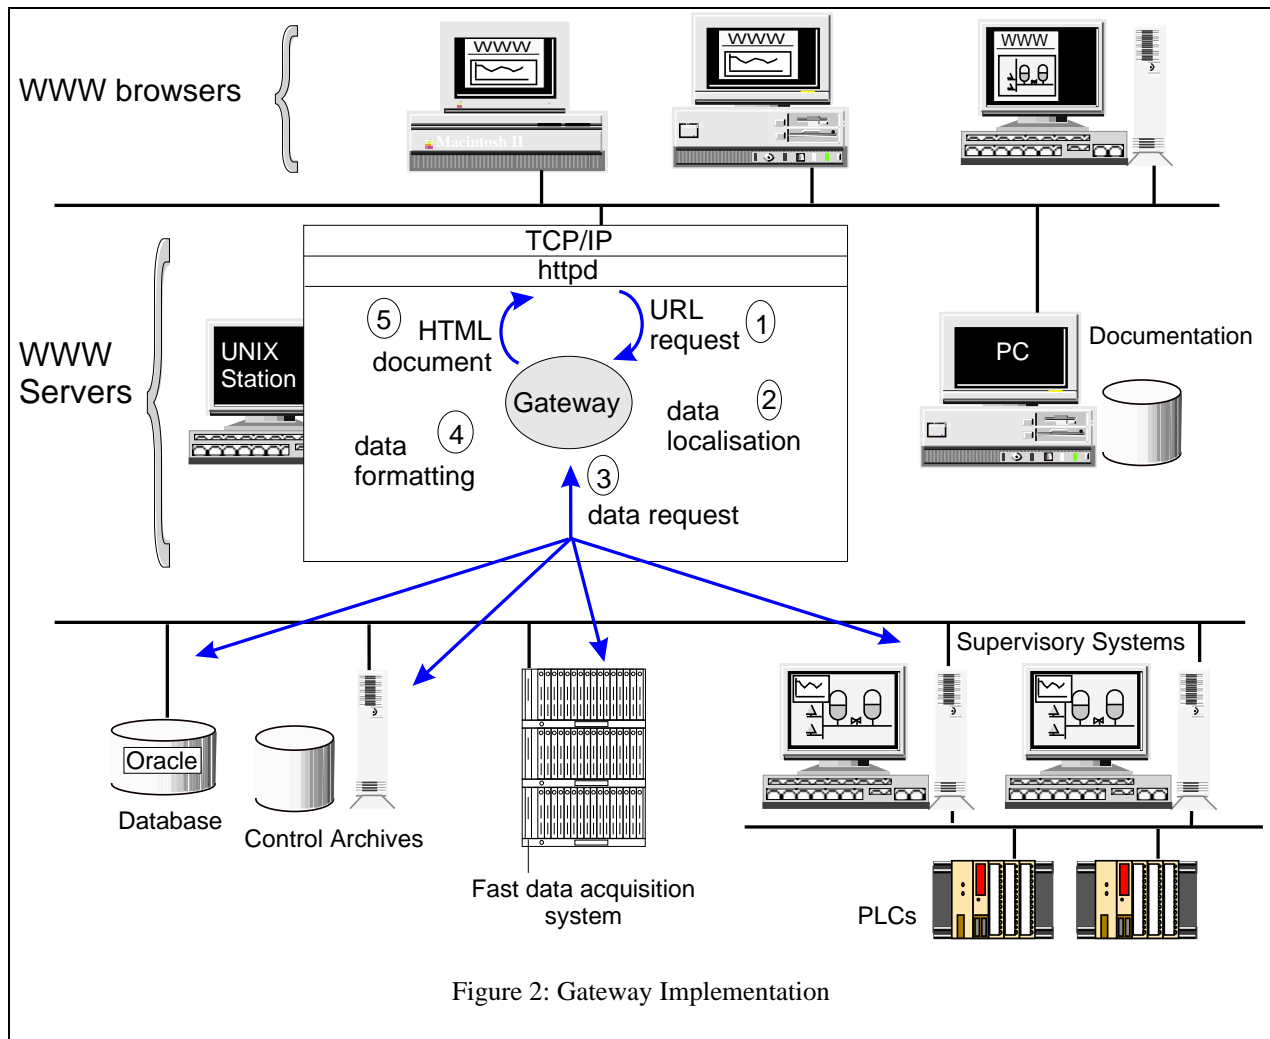 WWW
WWW
WWW
WWW browsers
Macintosh II
TCP/IP
httpd
5
HTML
document
URL
request
1
WWW
Servers
UNIX
Station
Gateway
data
localisation
2
data
formatting
4
3
data request
PC
Documentation
Supervisory Systems
Oracle
Database
Control Archives
Fast data acquisition
system
PLCs
Figure 2: Gateway Implementation